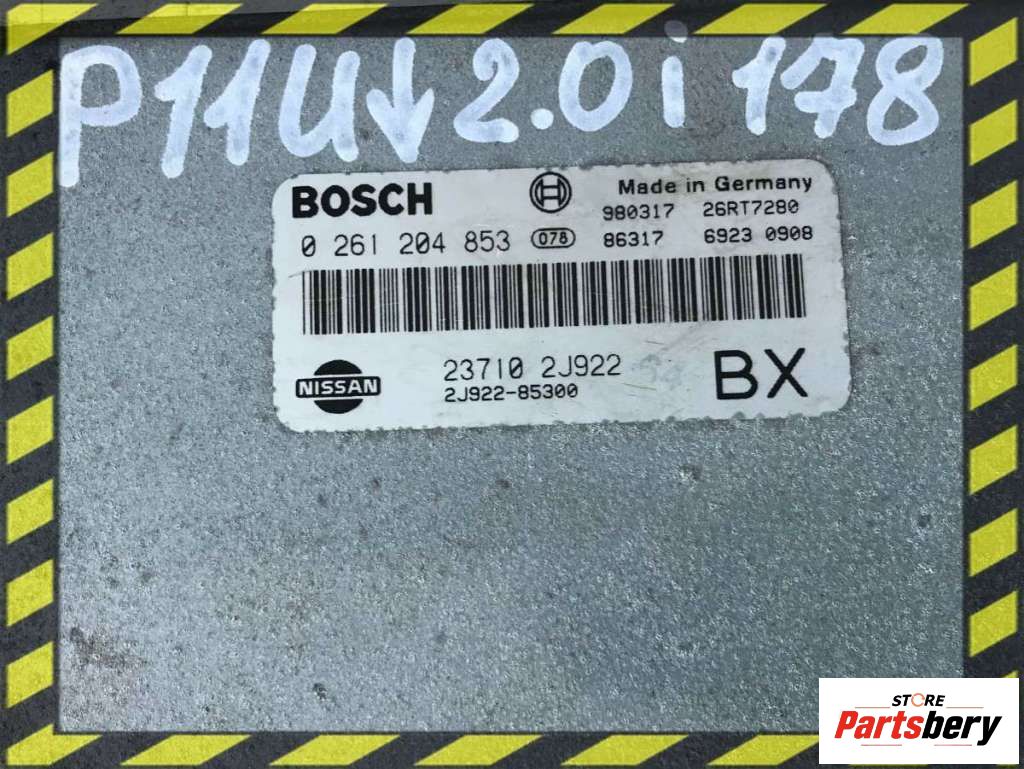 P11U↓2.0i 178
BOSCH
Made in Germany
980317 26RT7280
0 261 204 853 078 86317 6923 0908
NISSAN
23710 2J922
2J922-85300
BX
STORE
Partsbery